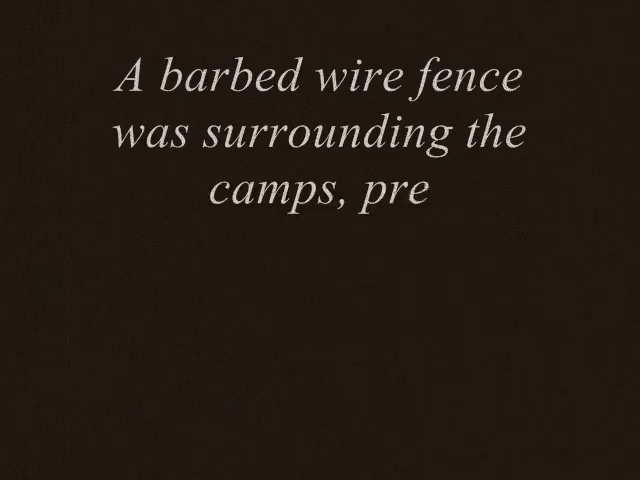 A barbed wire fence
was surrounding the
camps, pre